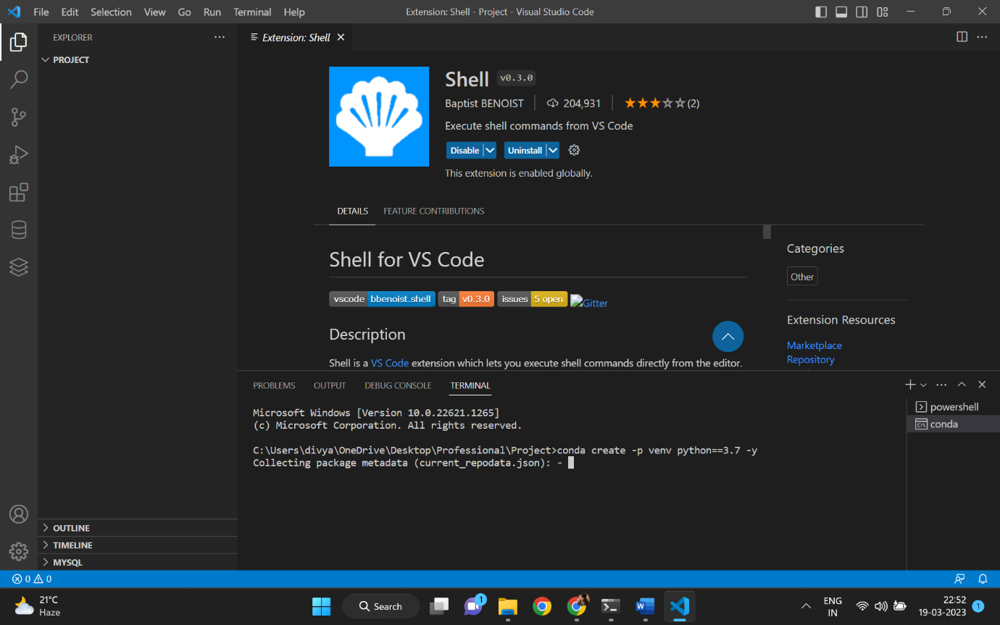 File Edit Selection View Go Run Terminal Help
Extension: Shell - Project - Visual Studio Code
EXPLORER
PROJECT
Extension: Shell
Shell v0.3.0
Baptist BENOIST 204,931 (2)
Execute shell commands from VS Code
Disable Uninstall
This extension is enabled globally.
DETAILS FEATURE CONTRIBUTIONS
Shell for VS Code
vscode bbenoist.shell tag v0.3.0 issues 5 open Gitter
Description
Shell is a VS Code extension which lets you execute shell commands directly from the editor.
Categories
Other
Extension Resources
Marketplace
Repository
PROBLEMS OUTPUT DEBUG CONSOLE TERMINAL
Microsoft Windows [Version 10.0.22621.1265]
(c) Microsoft Corporation. All rights reserved.
C:\Users\divya\OneDrive\Desktop\Professional\Project>conda create -p venv python==3.7 -y
Collecting package metadata (current_repodata.json): -
powershell
conda
OUTLINE
TIMELINE
MYSQL
0 0
21°C
Haze
Search
1
ENG
IN
22:52
19-03-2023
1